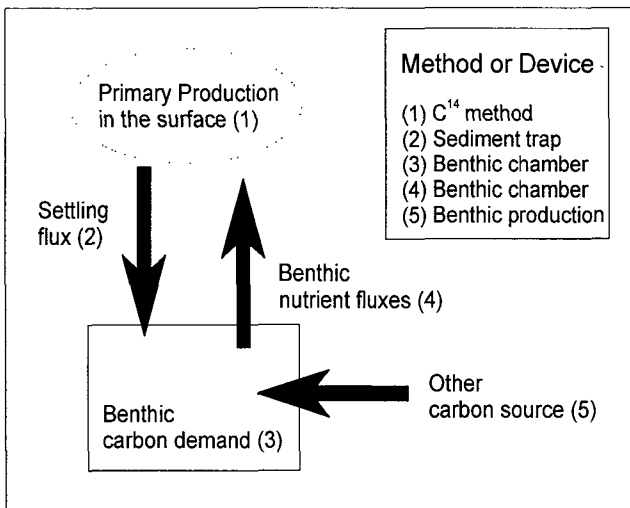 Primary Production
in the surface (1)
Settling
flux (2)
Benthic
nutrient fluxes (4)
Benthic
carbon demand (3)
Other
carbon source (5)
Method or Device
(1) C¹⁴ method
(2) Sediment trap
(3) Benthic chamber
(4) Benthic chamber
(5) Benthic production